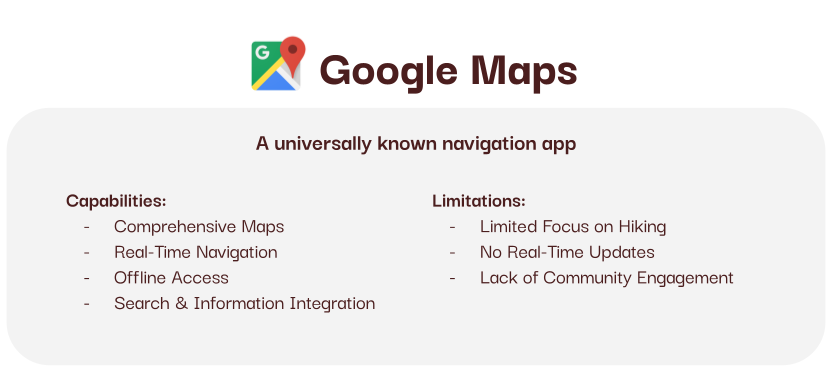 G
Google Maps
A universally known navigation app
Capabilities:
- Comprehensive Maps
- Real-Time Navigation
- Offline Access
- Search & Information Integration
Limitations:
- Limited Focus on Hiking
- No Real-Time Updates
- Lack of Community Engagement